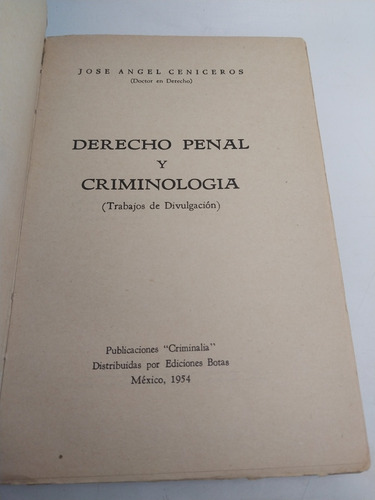 JOSE ANGEL CENICEROS
(Doctor en Derecho)
DERECHO PENAL
Y
CRIMINOLOGIA
(Trabajos de Divulgación)
Publicaciones "Criminalia"
Distribuídas por Ediciones Botas
México, 1954